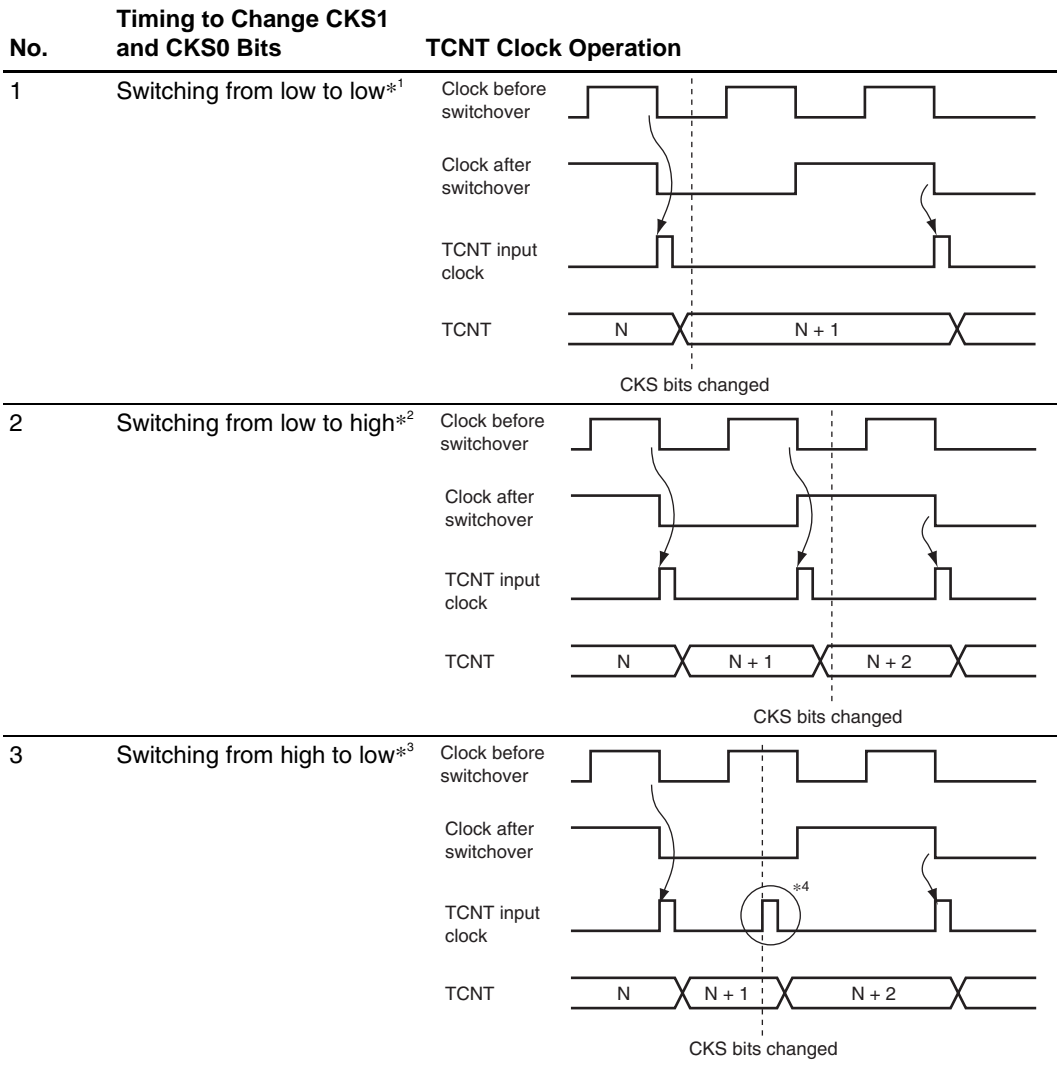 No.
Timing to Change CKS1
and CKS0 Bits
TCNT Clock Operation
1
Switching from low to low*1
Clock before
switchover
Clock after
switchover
TCNT input
clock
TCNT
N
N + 1
CKS bits changed
2
Switching from low to high*2
Clock before
switchover
Clock after
switchover
TCNT input
clock
TCNT
N
N + 1
N + 2
CKS bits changed
3
Switching from high to low*3
Clock before
switchover
Clock after
switchover
*4
TCNT input
clock
TCNT
N
N + 1
N + 2
CKS bits changed